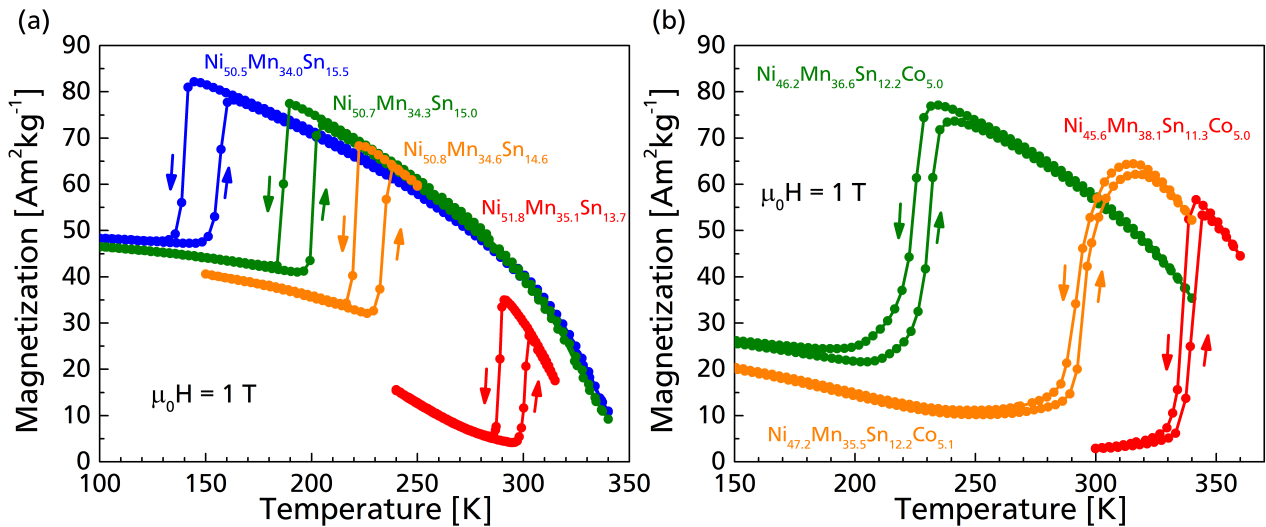 (a)
90
80
70
60
50
40
30
20
10
0
Magnetization [Am²kg⁻¹]
Ni₅₀.₅Mn₃₄.₀Sn₁₅.₅
Ni₅₀.₇Mn₃₄.₃Sn₁₅.₀
Ni₅₀.₈Mn₃₄.₆Sn₁₄.₆
Ni₅₁.₈Mn₃₅.₁Sn₁₃.₇
μ₀H = 1 T
100 150 200 250 300 350
Temperature [K]
(b)
90
80
70
60
50
40
30
20
10
0
Magnetization [Am²kg⁻¹]
Ni₄₆.₂Mn₃₆.₆Sn₁₂.₂Co₅.₀
Ni₄₅.₆Mn₃₈.₁Sn₁₁.₃Co₅.₀
μ₀H = 1 T
Ni₄₇.₂Mn₃₅.₅Sn₁₂.₂Co₅.₁
150 200 250 300 350
Temperature [K]